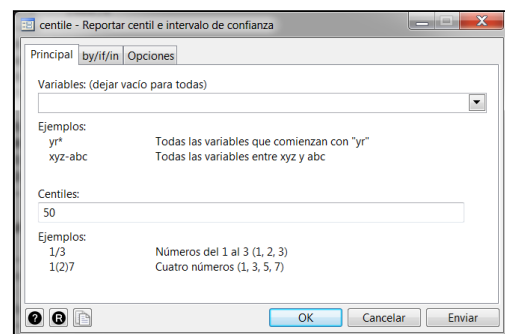 centile - Reportar centil e intervalo de confianza
Principal by/if/in Opciones
Variables: (dejar vacío para todas)
Ejemplos:
yr* Todas las variables que comienzan con "yr"
xyz-abc Todas las variables entre xyz y abc
Centiles:
50
Ejemplos:
1/3 Números del 1 al 3 (1, 2, 3)
1(2)7 Cuatro números (1, 3, 5, 7)
? R OK Cancelar Enviar